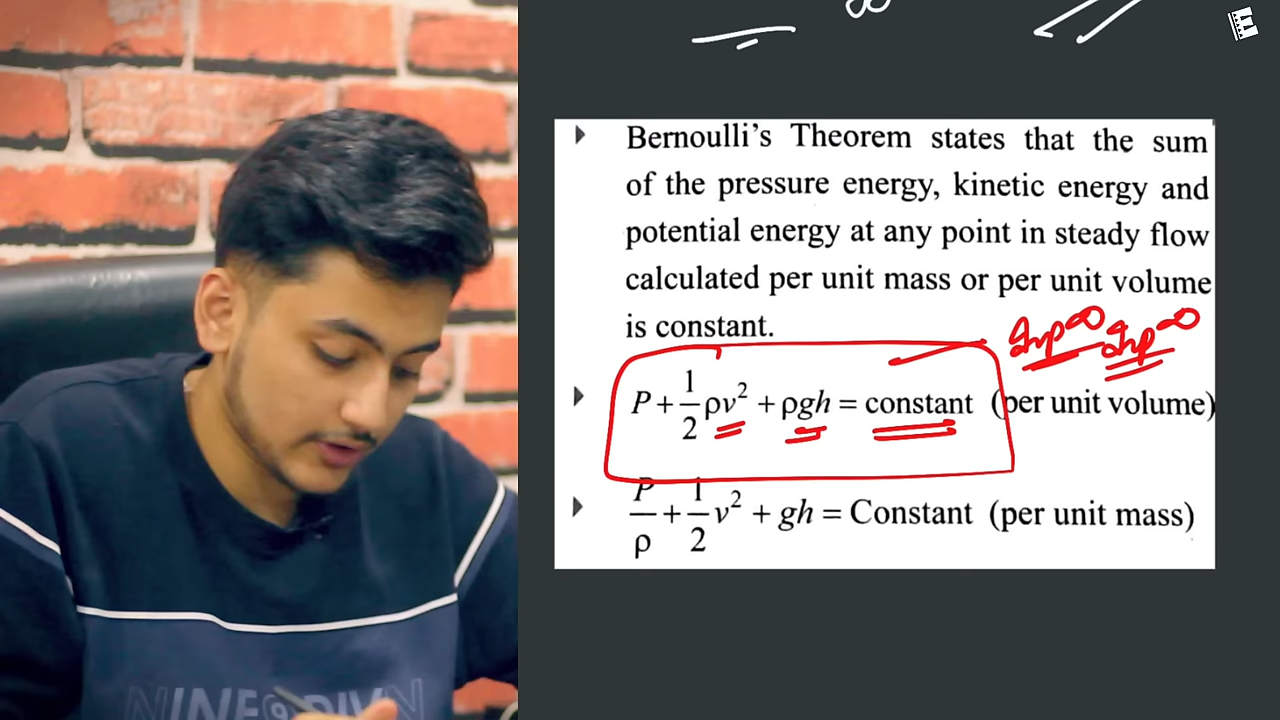 Bernoulli's Theorem states that the sum
of the pressure energy, kinetic energy and
potential energy at any point in steady flow
calculated per unit mass or per unit volume
is constant.
Imp∞ Imp∞
P + 1/2 ρv² + ρgh = constant (per unit volume)
P/ρ + 1/2 v² + gh = Constant (per unit mass)